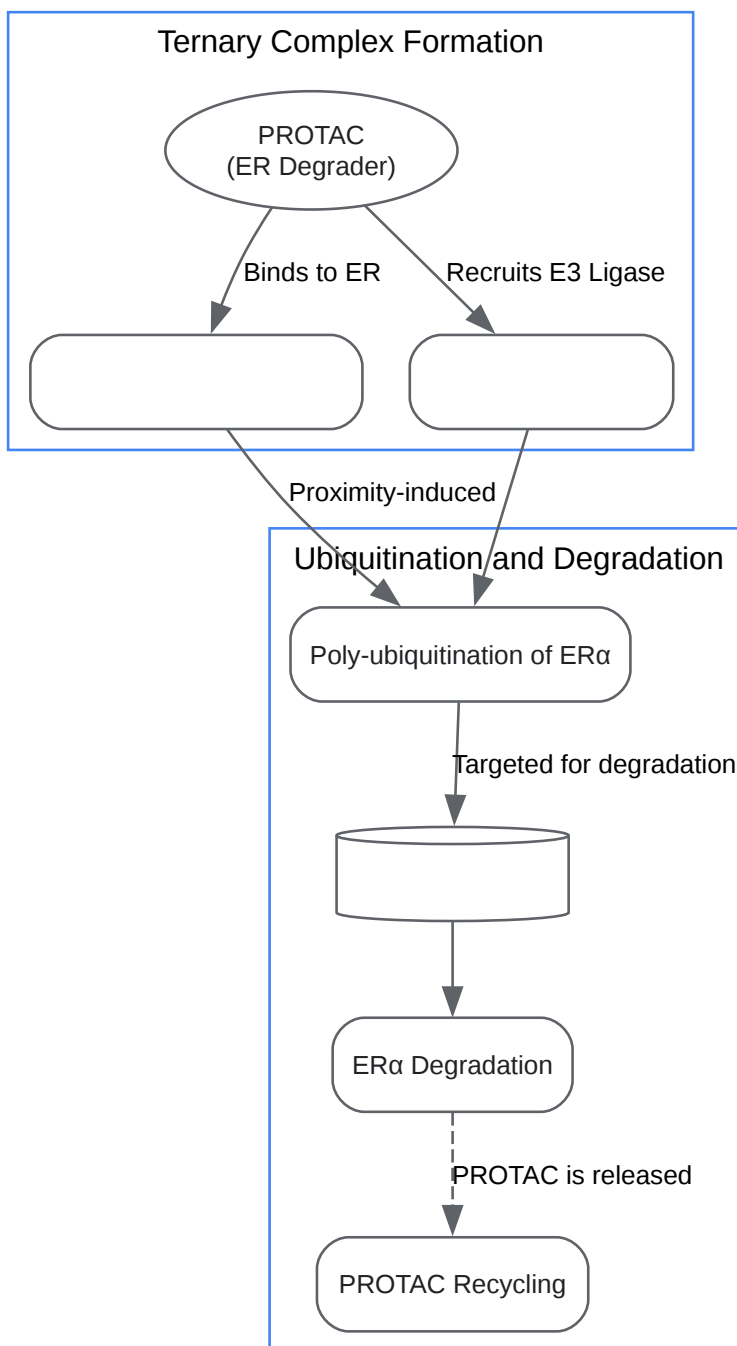 Ternary Complex Formation
PROTAC
(ER Degrader)
Binds to ER
Recruits E3 Ligase
Proximity-induced
Ubiquitination and Degradation
Poly-ubiquitination of ERα
Targeted for degradation
ERα Degradation
PROTAC is released
PROTAC Recycling